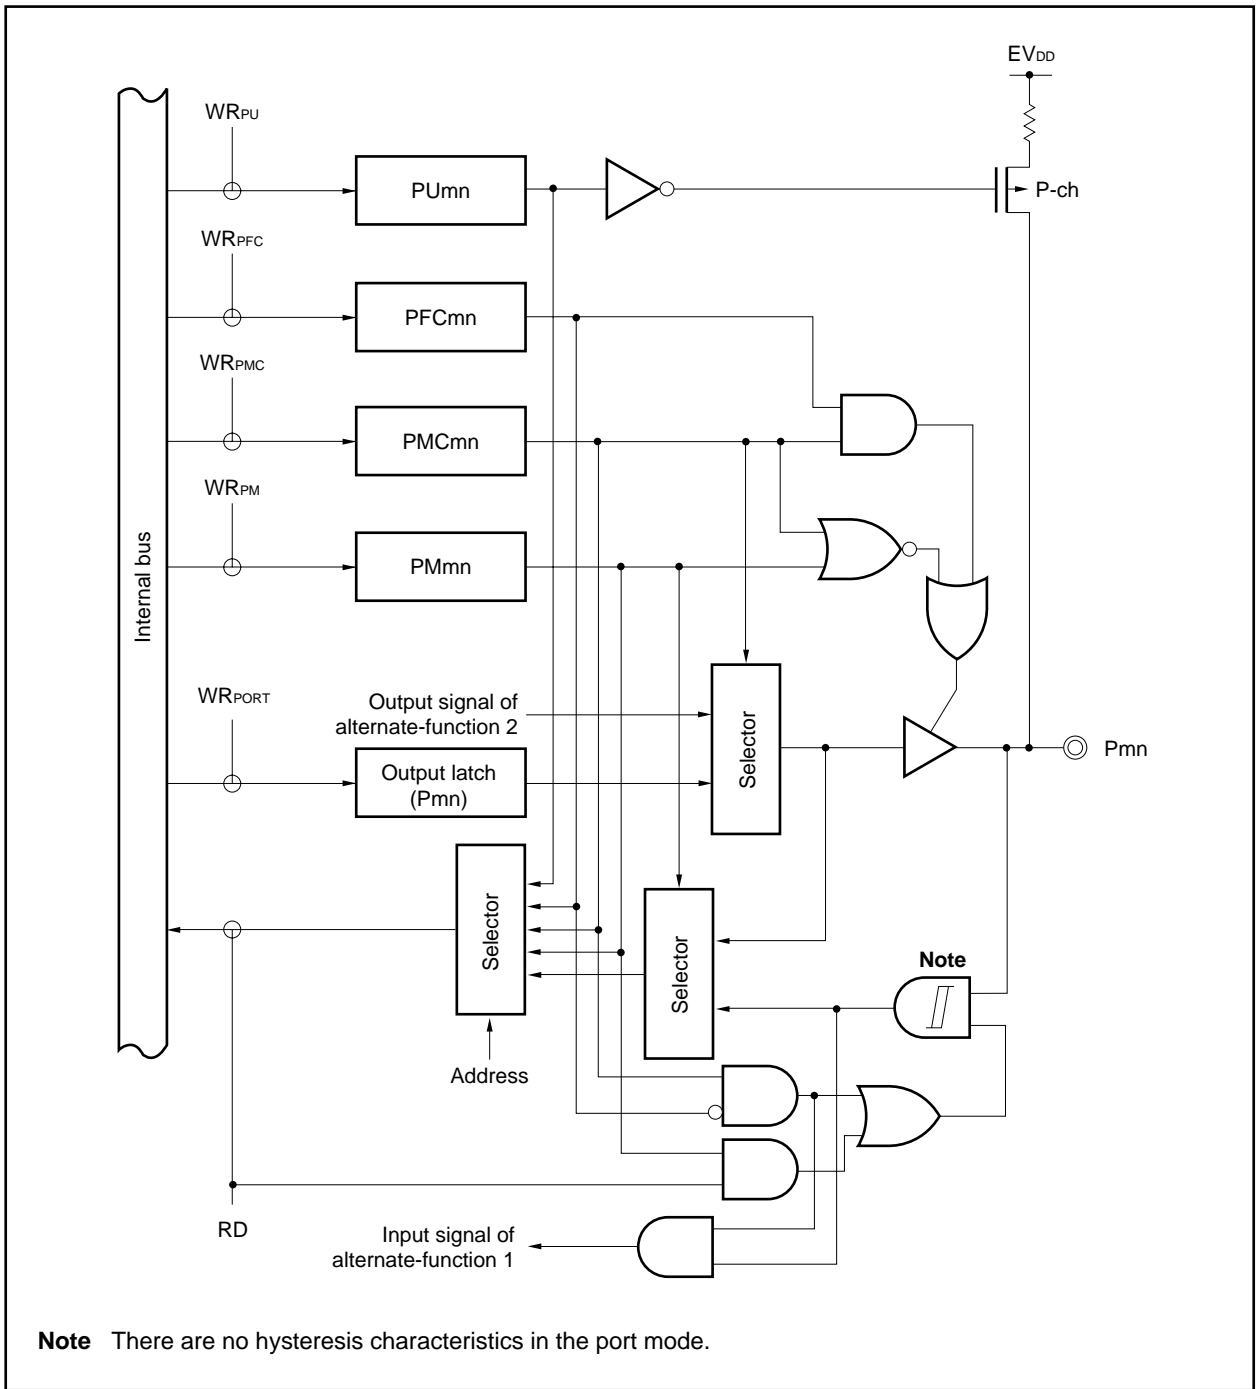 EVDD
WRPU
PUmn
P-ch
WRPFC
PFCmn
WRPMC
PMCmn
WRPM
PMmn
Internal bus
WRPORT
Output signal of
alternate-function 2
Selector
Pmn
Output latch
(Pmn)
Selector
Selector
Note
Address
RD
Input signal of
alternate-function 1
Note There are no hysteresis characteristics in the port mode.